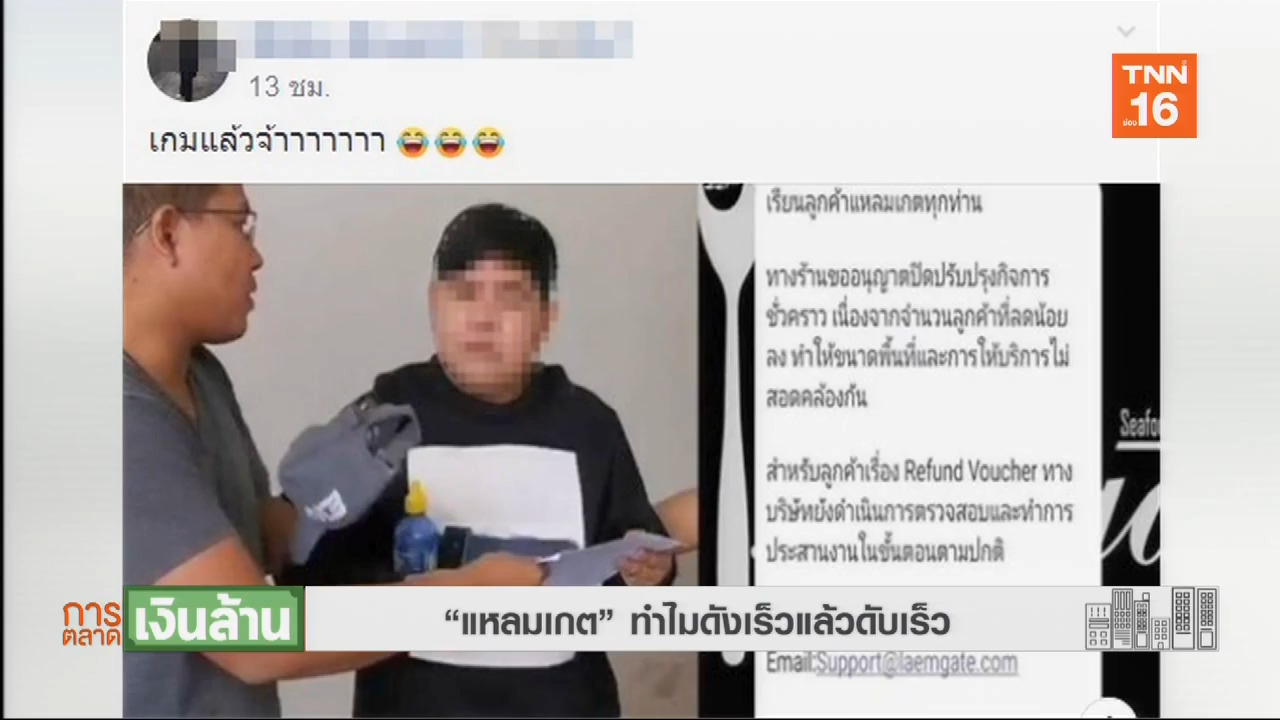 13 ชม.
TNN
ช่อง 16
เกมแล้วจ้าาาาาาา 😂😂😂
เรียนลูกค้าแหลมเกตทุกท่าน
ทางร้านขออนุญาตปิดปรับปรุงกิจการ
ชั่วคราว เนื่องจากจำนวนลูกค้าที่ลดน้อย
ลง ทำให้ขนาดพื้นที่และการให้บริการไม่
สอดคล้องกัน
สำหรับลูกค้าเรื่อง Refund Voucher ทาง
บริษัทยังดำเนินการตรวจสอบและทำการ
ประสานงานในขั้นตอนตามปกติ
Email:Support@laemgate.com
การ
ตลาด
เงินล้าน
“แหลมเกต” ทำไมดังเร็วแล้วดับเร็ว